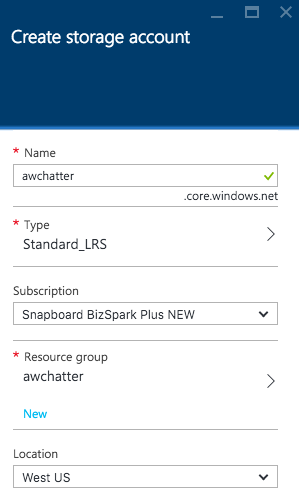 Create storage account
* Name
awchatter
.core.windows.net
* Type
Standard_LRS
Subscription
Snapboard BizSpark Plus NEW
* Resource group
awchatter
New
Location
West US